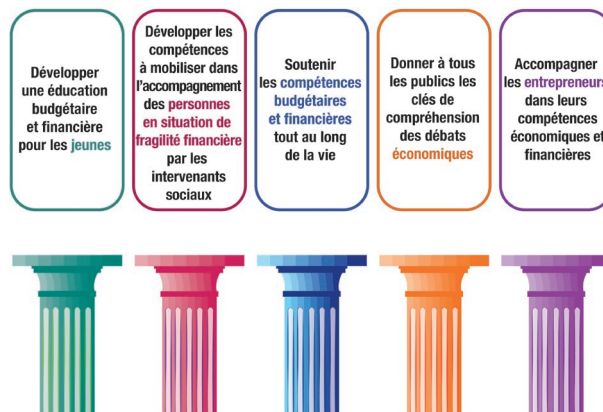 Développer
une éducation
budgétaire
et financière
pour les jeunes
Développer les
compétences
à mobiliser dans
l'accompagnement
des personnes
en situation de
fragilité financière
par les
intervenants
sociaux
Soutenir
les compétences
budgétaires
et financières
tout au long
de la vie
Donner à tous
les publics les
clés de
compréhension
des débats
économiques
Accompagner
les entrepreneurs
dans leurs
compétences
économiques et
financières